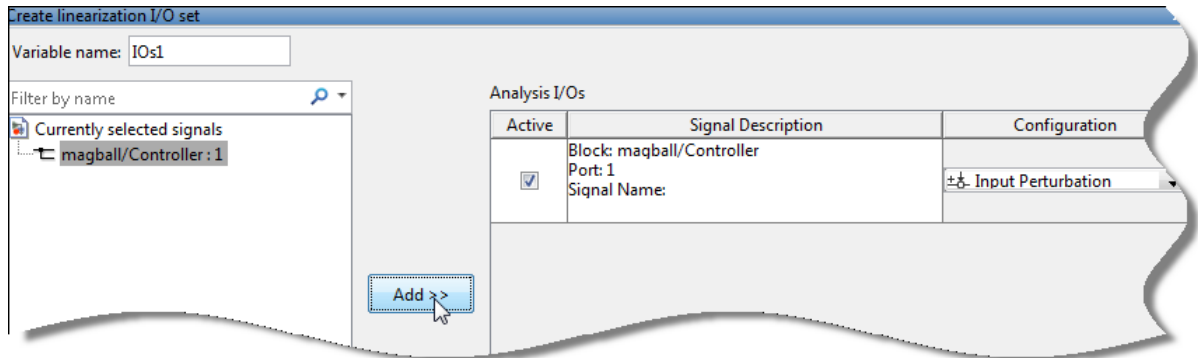 Create linearization I/O set
Variable name: IOs1
Filter by name
Currently selected signals
magball/Controller : 1
Add >>
Analysis I/Os
Active Signal Description Configuration
Block: magball/Controller
Port: 1
Signal Name:
Input Perturbation